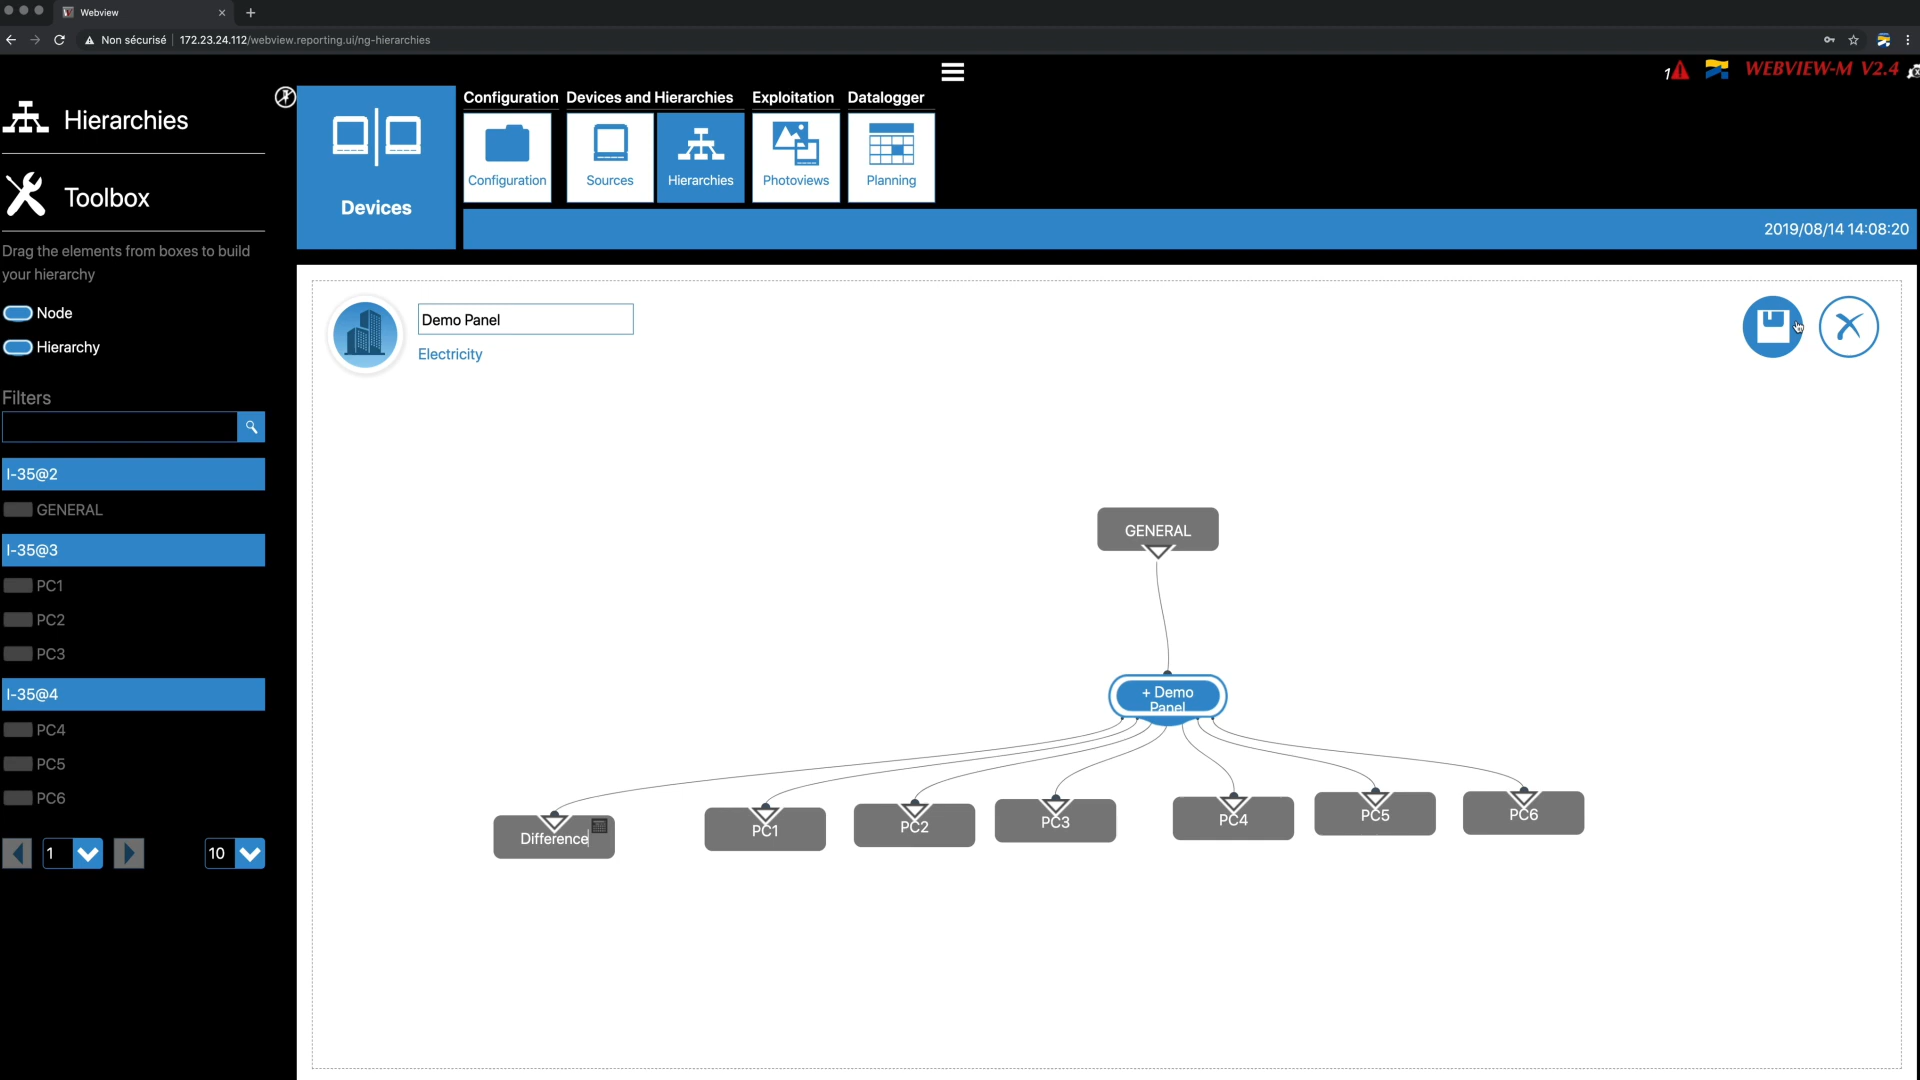 Webview
Non sécurisé
172.23.24.112/webview.reporting.ui/ng-hierarchies
1
WEBVIEW-M V2.4
Hierarchies
Toolbox
Drag the elements from boxes to build
your hierarchy
Node
Hierarchy
Filters
I-35@2
GENERAL
I-35@3
PC1
PC2
PC3
I-35@4
PC4
PC5
PC6
1
10
Devices
Configuration
Devices and Hierarchies
Exploitation
Datalogger
Configuration
Sources
Hierarchies
Photoviews
Planning
2019/08/14 14:08:20
Demo Panel
Electricity
GENERAL
+ Demo
Panel
Difference
PC1
PC2
PC3
PC4
PC5
PC6